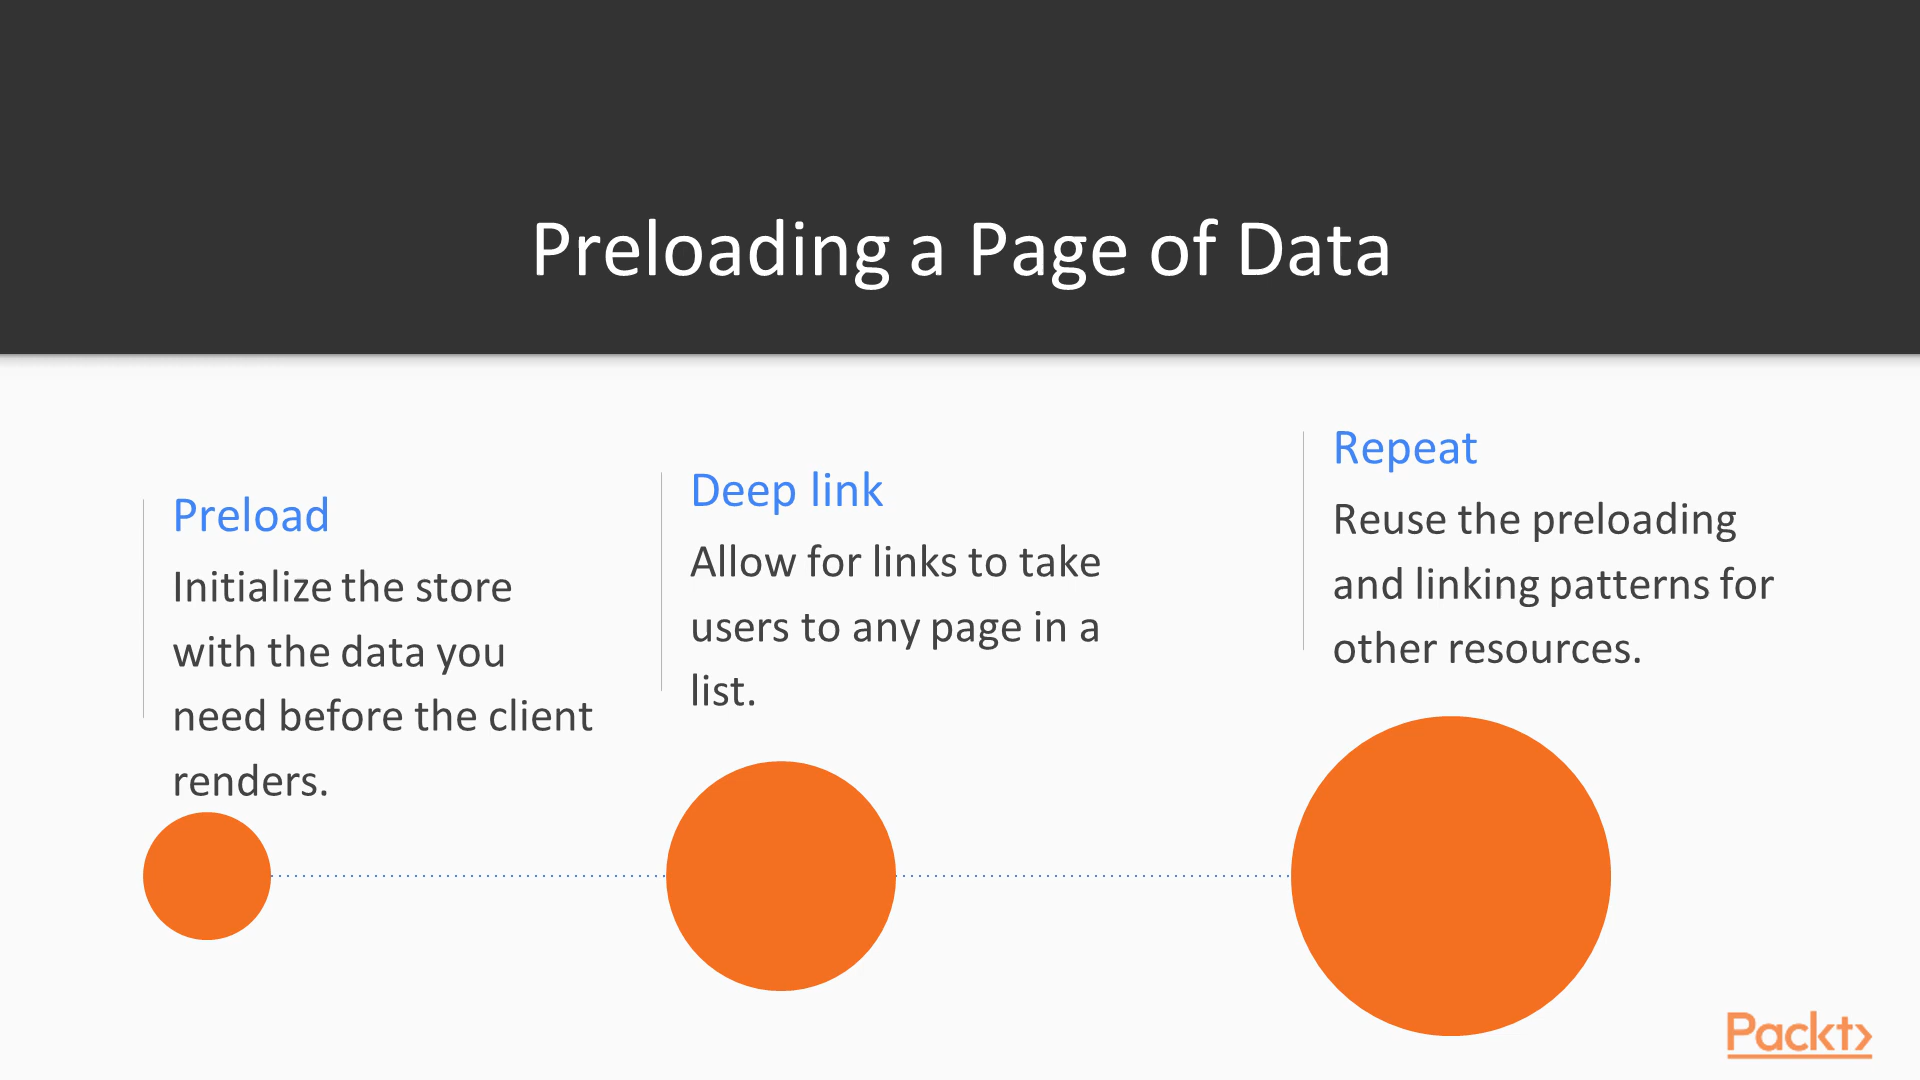 Preloading a Page of Data
Preload
Initialize the store
with the data you
need before the client
renders.
Deep link
Allow for links to take
users to any page in a
list.
Repeat
Reuse the preloading
and linking patterns for
other resources.
Packt>